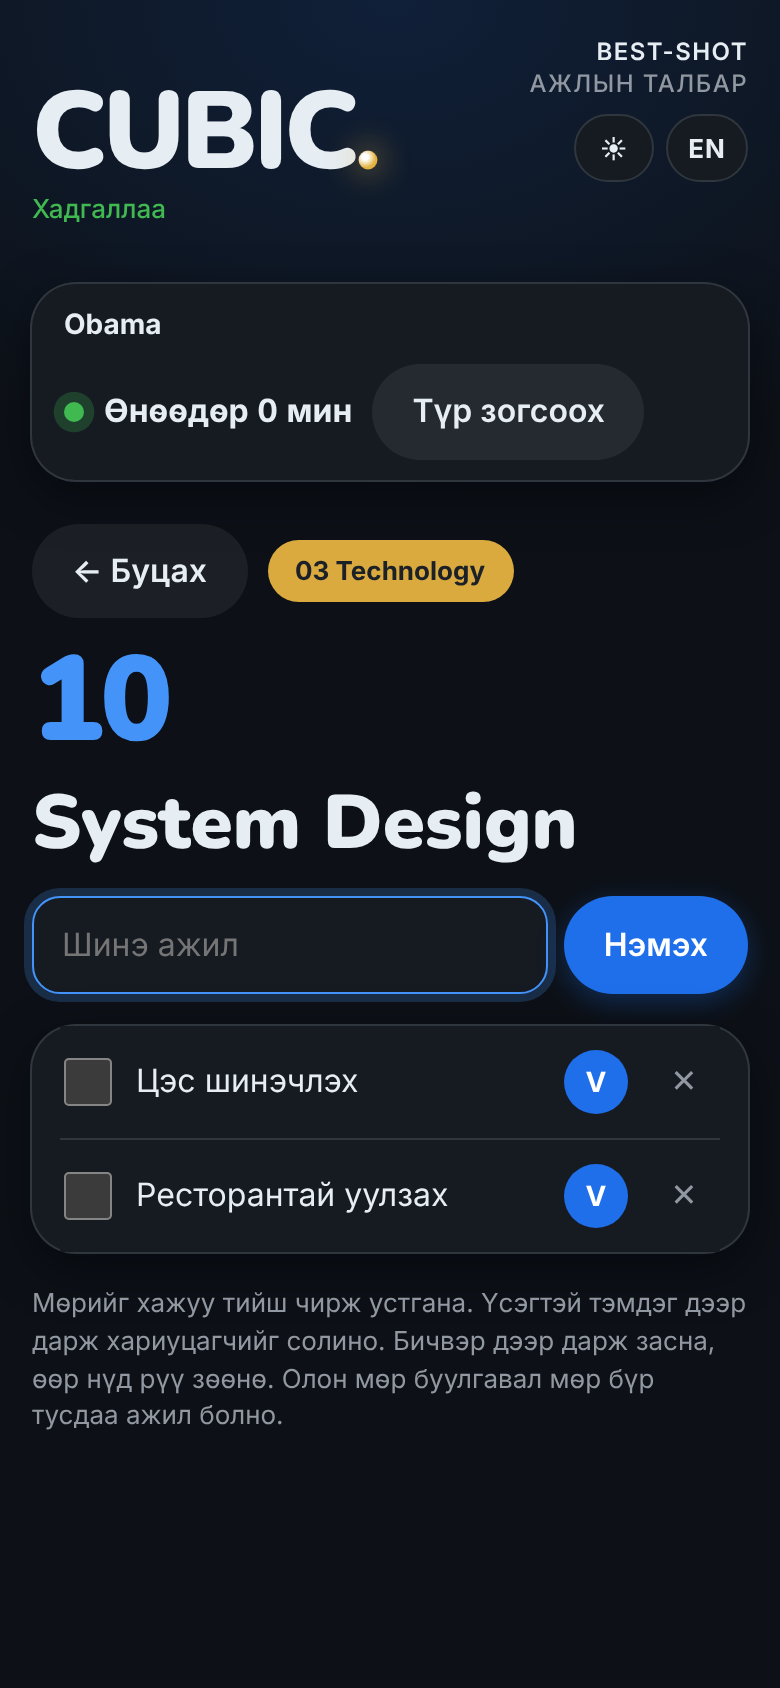 BEST-SHOT
АЖЛЫН ТАЛБАР
CUBIC.
☀ EN
Хадгаллаа
Obama
Өнөөдөр 0 мин Түр зогсоох
← Буцах 03 Technology
10
System Design
Шинэ ажил Нэмэх
Цэс шинэчлэх V ✕
Ресторантай уулзах V ✕
Мөрийг хажуу тийш чирж устгана. Үсэгтэй тэмдэг дээр
дарж хариуцагчийг солино. Бичвэр дээр дарж засна,
өөр нүд рүү зөөнө. Олон мөр буулгавал мөр бүр
тусдаа ажил болно.